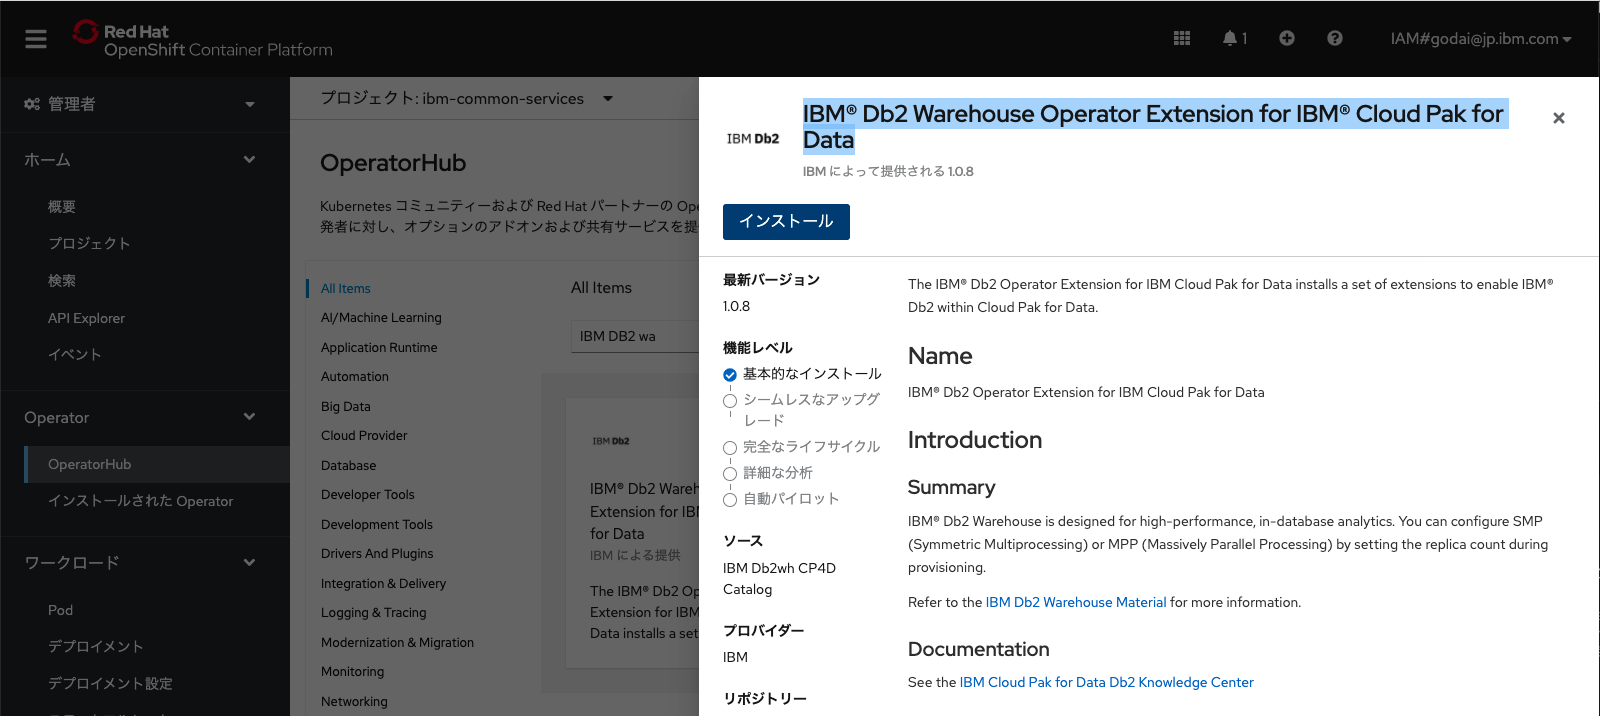 Red Hat
OpenShift Container Platform
1
IAM#godai@jp.ibm.com
管理者
ホーム
概要
プロジェクト
検索
API Explorer
イベント
Operator
OperatorHub
インストールされた Operator
ワークロード
Pod
デプロイメント
デプロイメント設定
プロジェクト: ibm-common-services
OperatorHub
Kubernetes コミュニティーおよび Red Hat パートナーの Ope
発者に対し、オプションのアドオンおよび共有サービスを提
All Items
AI/Machine Learning
Application Runtime
Automation
Big Data
Cloud Provider
Database
Developer Tools
Development Tools
Drivers And Plugins
Integration & Delivery
Logging & Tracing
Modernization & Migration
Monitoring
Networking
All Items
IBM DB2 wa
IBM Db2
IBM® Db2 Wareh
Extension for IB
for Data
IBM による提供
The IBM® Db2 Op
Extension for IBM
Data installs a set
IBM Db2
IBM® Db2 Warehouse Operator Extension for IBM® Cloud Pak for
Data
IBM によって提供される 1.0.8
インストール
最新バージョン
1.0.8
機能レベル
基本的なインストール
シームレスなアップグ
レード
完全なライフサイクル
詳細な分析
自動パイロット
ソース
IBM Db2wh CP4D
Catalog
プロバイダー
IBM
リポジトリー
The IBM® Db2 Operator Extension for IBM Cloud Pak for Data installs a set of extensions to enable IBM®
Db2 within Cloud Pak for Data.
Name
IBM® Db2 Operator Extension for IBM Cloud Pak for Data
Introduction
Summary
IBM® Db2 Warehouse is designed for high-performance, in-database analytics. You can configure SMP
(Symmetric Multiprocessing) or MPP (Massively Parallel Processing) by setting the replica count during
provisioning.
Refer to the IBM Db2 Warehouse Material for more information.
Documentation
See the IBM Cloud Pak for Data Db2 Knowledge Center